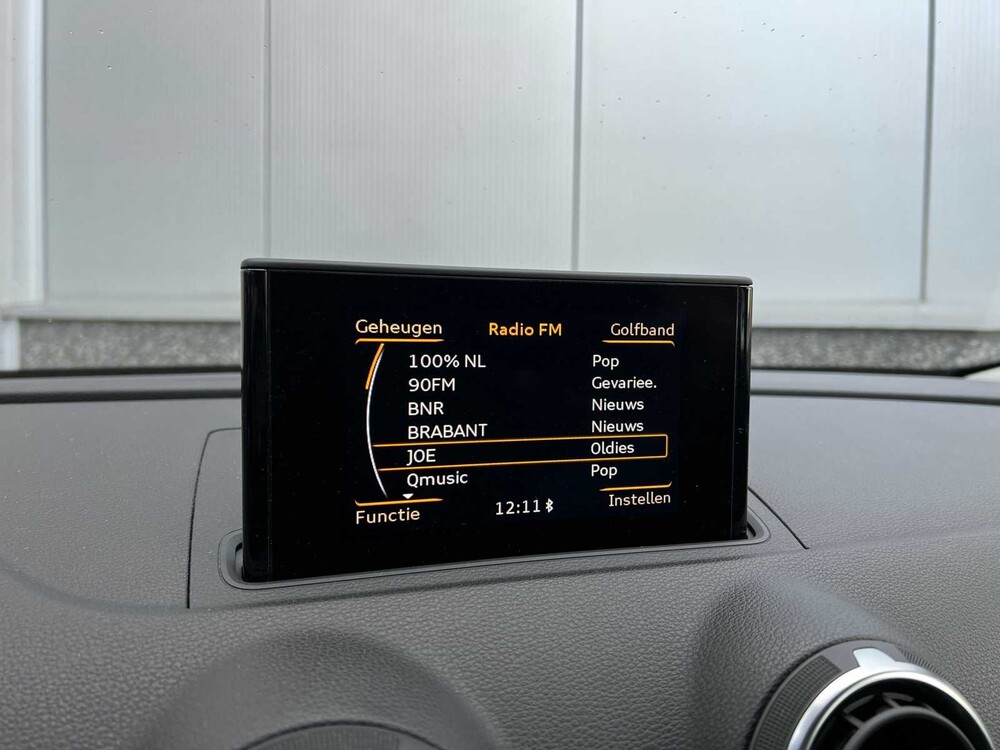 Geheugen Radio FM Golfband
100% NL Pop
90FM Gevariee.
BNR Nieuws
BRABANT Nieuws
JOE Oldies
Qmusic Pop
Functie 12:11 Instellen